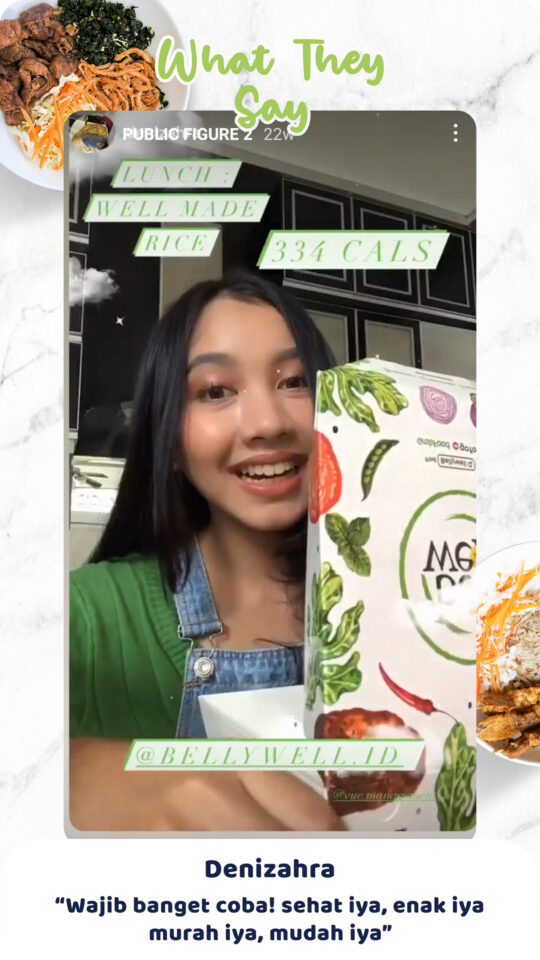 What They
Say
PUBLIC FIGURE 2 22w
LUNCH :
WELL MADE
RICE
334 CALS
GrabFood
@BELLYWELL.ID
Denizahra
“Wajib banget coba! sehat iya, enak iya
murah iya, mudah iya”